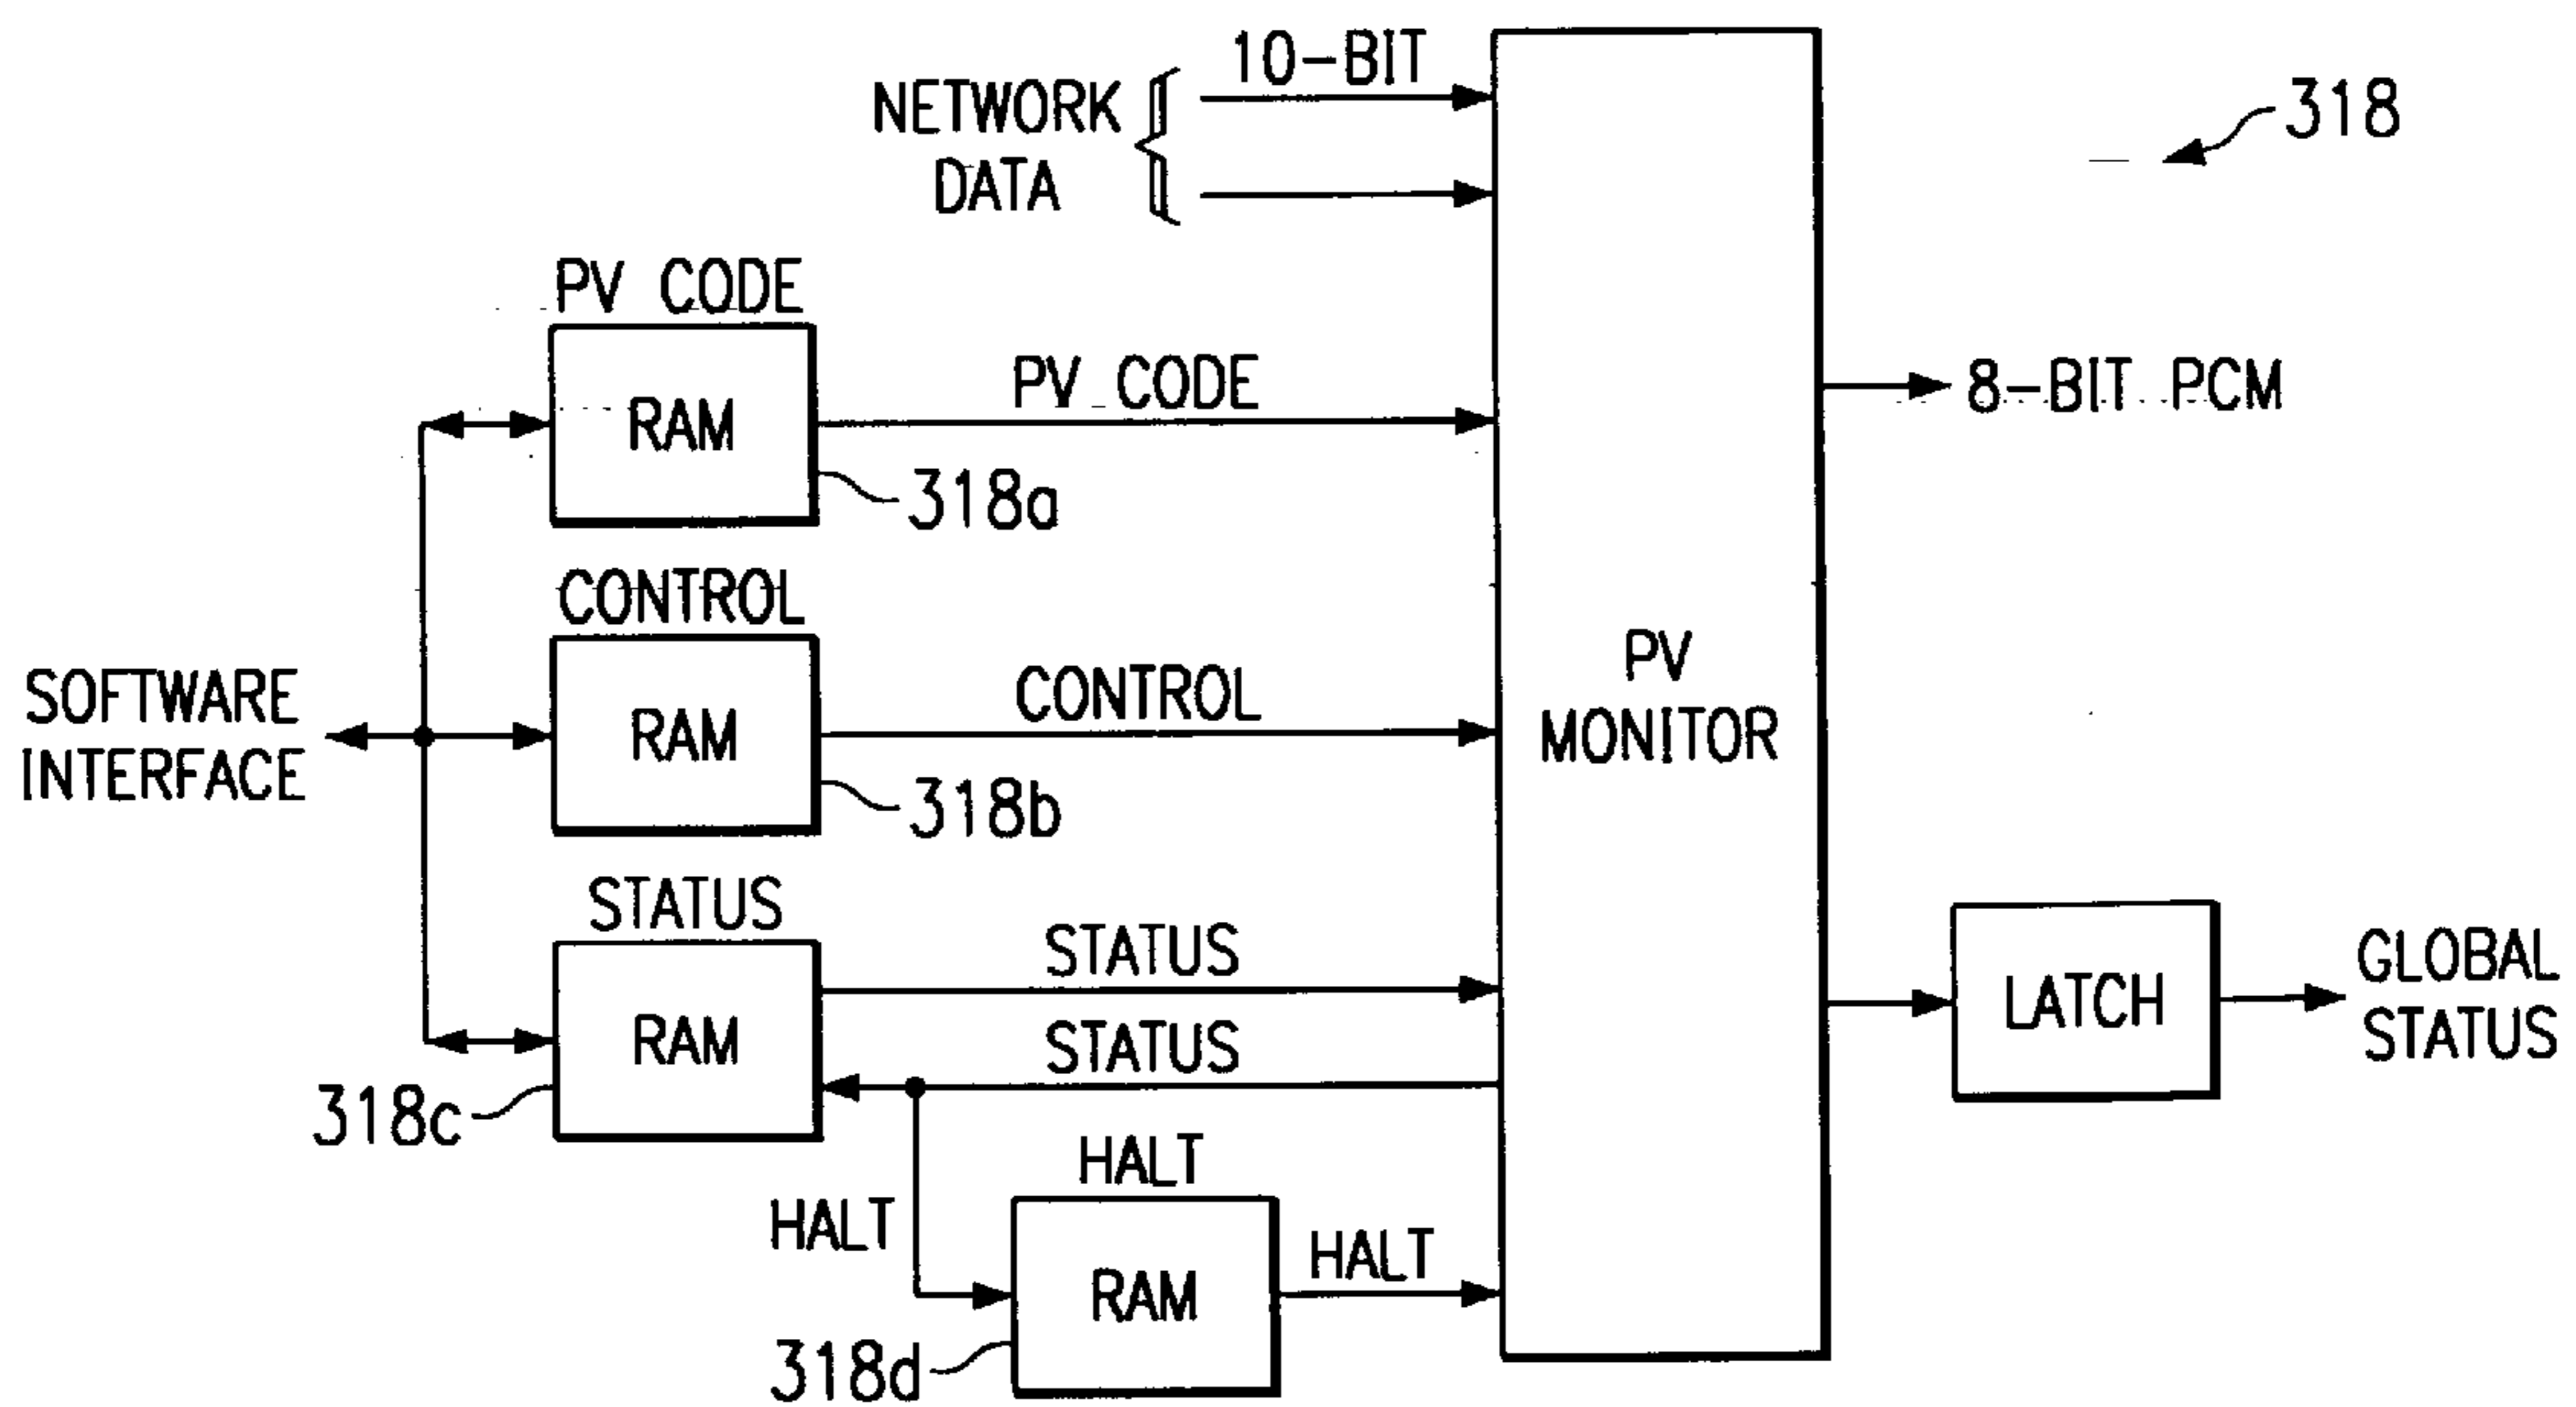 10-BIT
NETWORK
DATA
318
PV CODE
RAM
PV CODE
318a
8-BIT PCM
CONTROL
RAM
CONTROL
318b
SOFTWARE
INTERFACE
PV
MONITOR
STATUS
RAM
STATUS
STATUS
318c
LATCH
GLOBAL
STATUS
HALT
HALT
RAM
HALT
318d